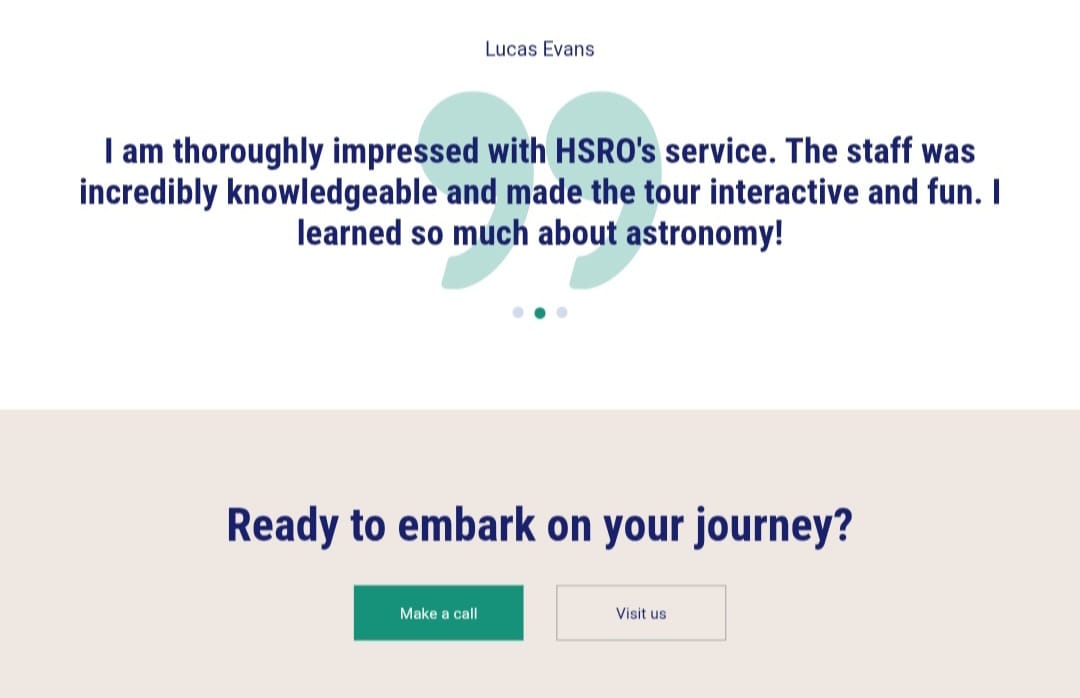 Lucas Evans
I am thoroughly impressed with HSRO's service. The staff was
incredibly knowledgeable and made the tour interactive and fun. I
learned so much about astronomy!
Ready to embark on your journey?
Make a call
Visit us